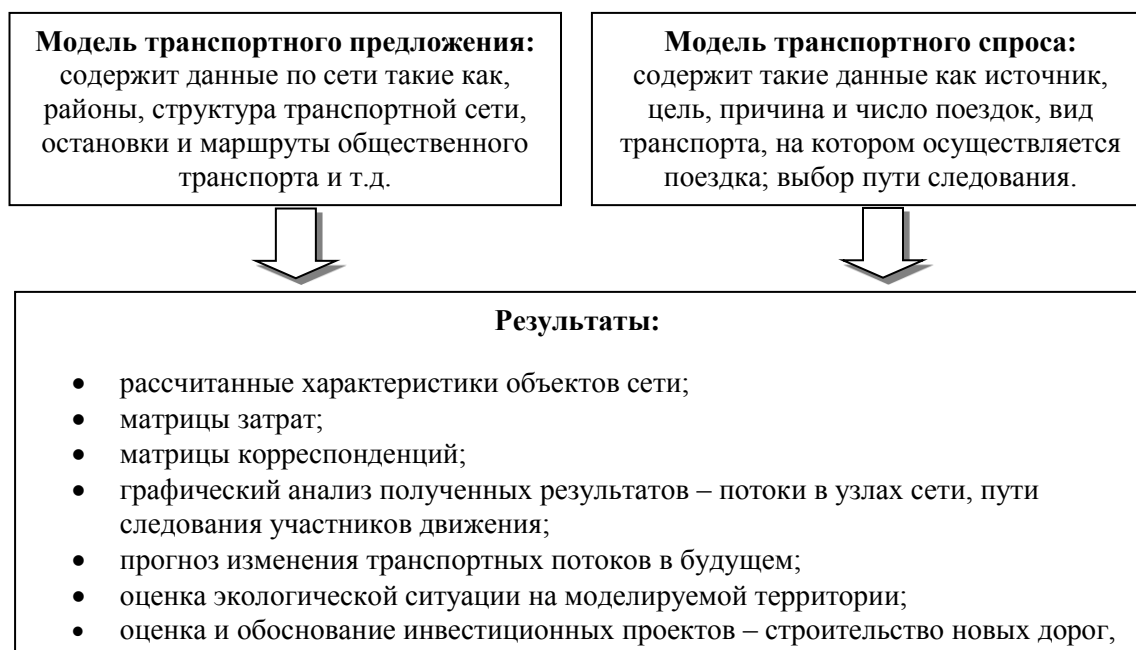 Модель транспортного предложения:
содержит данные по сети такие как,
районы, структура транспортной сети,
остановки и маршруты общественного
транспорта и т.д.
Модель транспортного спроса:
содержит такие данные как источник,
цель, причина и число поездок, вид
транспорта, на котором осуществляется
поездка; выбор пути следования.
Результаты:
• рассчитанные характеристики объектов сети;
• матрицы затрат;
• матрицы корреспонденций;
• графический анализ полученных результатов – потоки в узлах сети, пути
следования участников движения;
• прогноз изменения транспортных потоков в будущем;
• оценка экологической ситуации на моделируемой территории;
• оценка и обоснование инвестиционных проектов – строительство новых дорог,